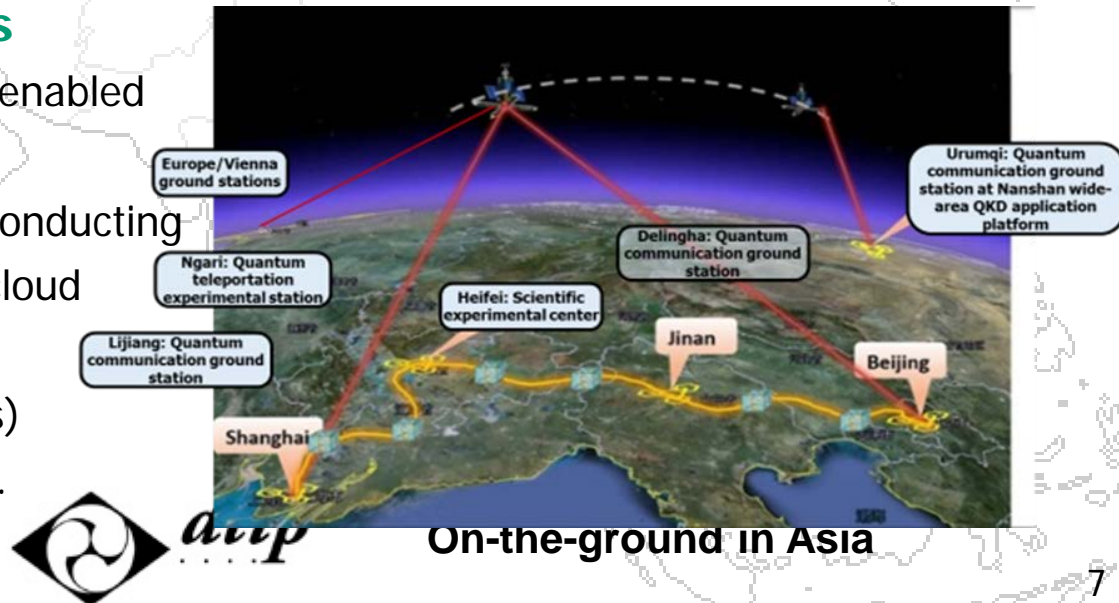 s
enabled
onducting
loud
s)
.
Europe/Vienna
ground stations
Ngari: Quantum
teleportation
experimental station
Lijiang: Quantum
communication ground
station
Heifei: Scientific
experimental center
Delingha: Quantum
communication ground
station
Urumqi: Quantum
communication ground
station at Nanshan wide-
area QKD application
platform
Jinan
Beijing
Shanghai
On-the-ground in Asia
7